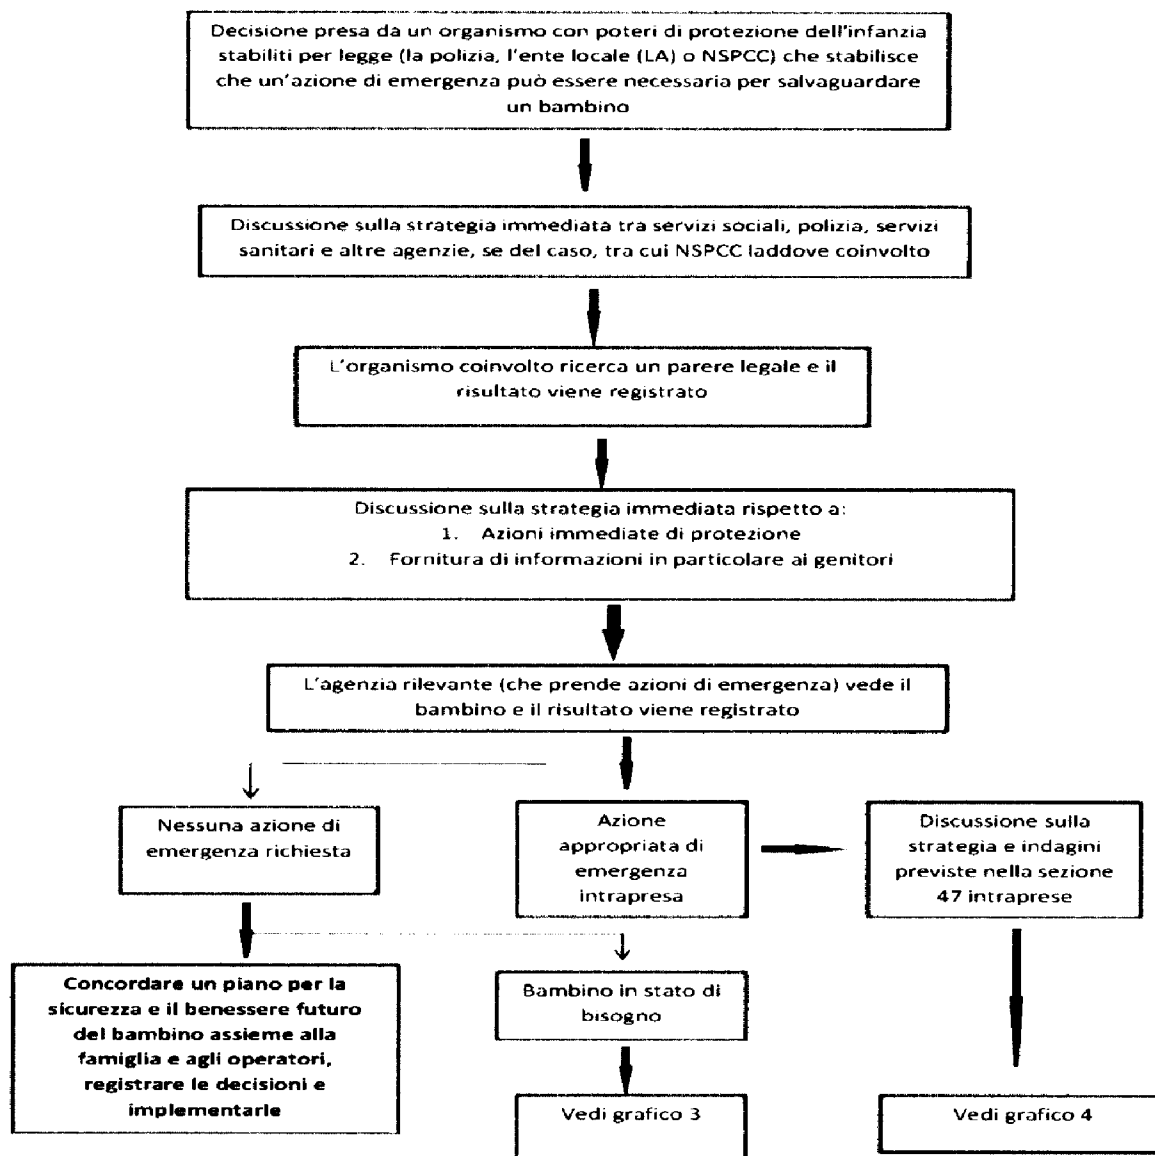 Decisione presa da un organismo con poteri di protezione dell'infanzia
stabiliti per legge (la polizia, l'ente locale (LA) o NSPCC) che stabilisce
che un'azione di emergenza può essere necessaria per salvaguardare
un bambino
Discussione sulla strategia immediata tra servizi sociali, polizia, servizi
sanitari e altre agenzie, se del caso, tra cui NSPCC laddove coinvolto
L'organismo coinvolto ricerca un parere legale e il
risultato viene registrato
Discussione sulla strategia immediata rispetto a:
1. Azioni immediate di protezione
2. Fornitura di informazioni in particolare ai genitori
L'agenzia rilevante (che prende azioni di emergenza) vede il
bambino e il risultato viene registrato
Nessuna azione di
emergenza richiesta
Azione
appropriata di
emergenza
intrapresa
Discussione sulla
strategia e indagini
previste nella sezione
47 intraprese
Concordare un piano per la
sicurezza e il benessere futuro
del bambino assieme alla
famiglia e agli operatori,
registrare le decisioni e
implementarle
Bambino in stato di
bisogno
Vedi grafico 3
Vedi grafico 4